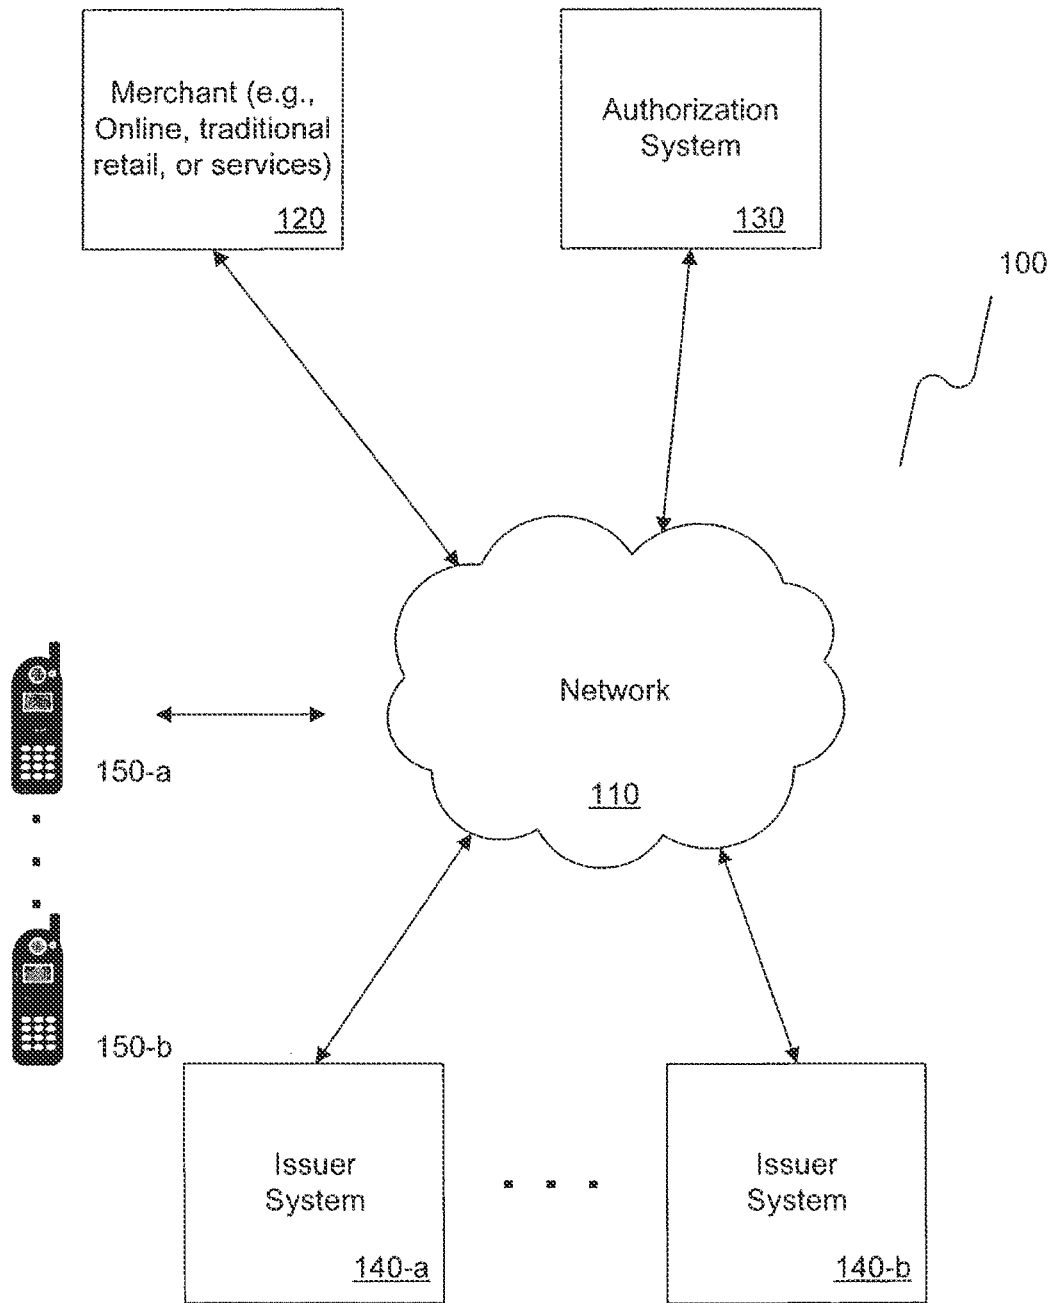 Merchant (e.g.,
Online, traditional
retail, or services)
120
Authorization
System
130
100
Network
110
150-a
150-b
Issuer
System
140-a
Issuer
System
140-b